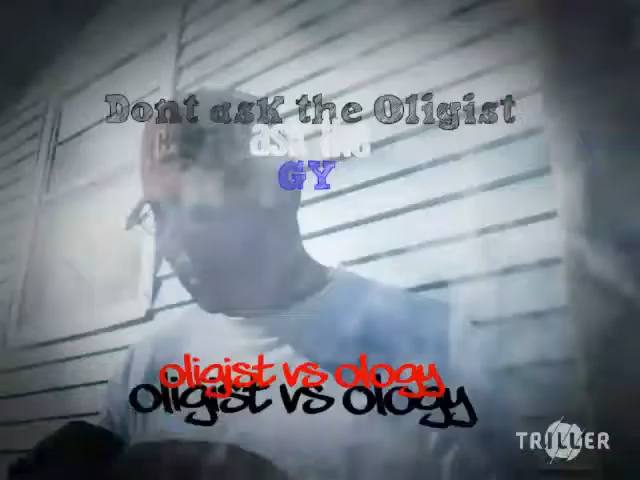 Dont ask the Oligist
ask the
GY
oligist vs ology
oligist vs ology
TRILLER